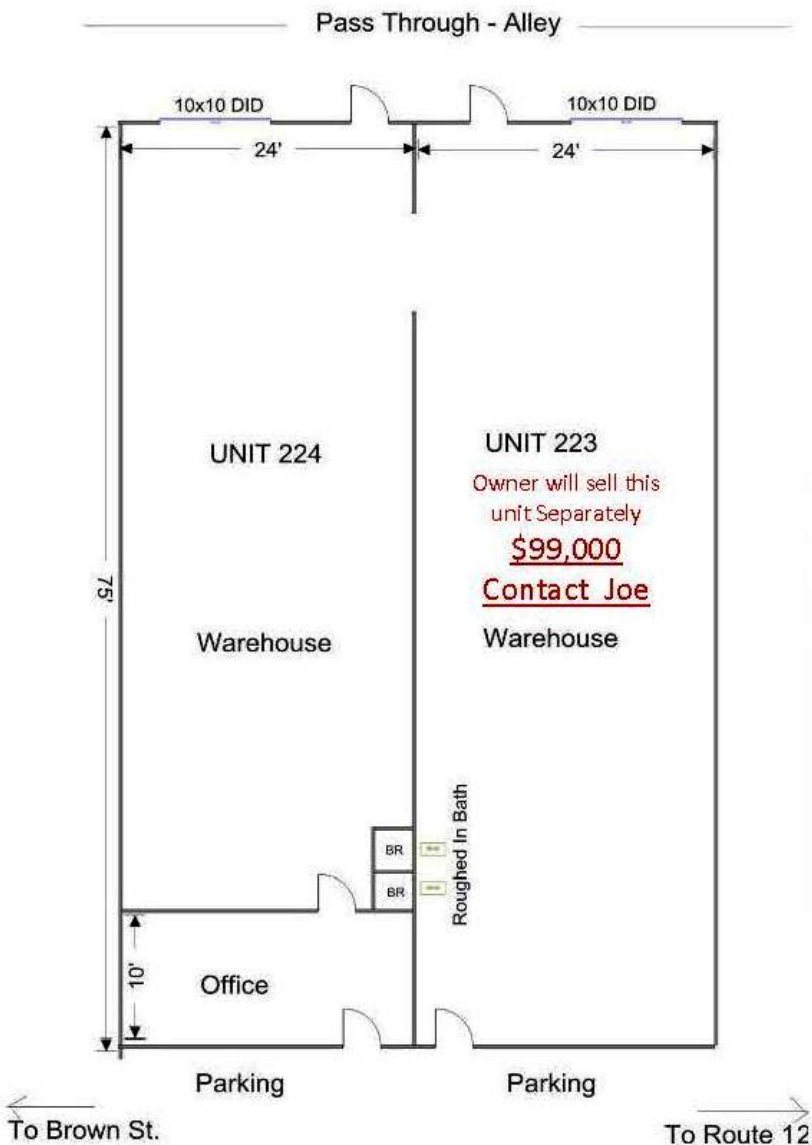 Pass Through - Alley
10x10 DID
10x10 DID
24'
24'
75'
UNIT 224
UNIT 223
Owner will sell this
unit Separately
$99,000
Contact Joe
Warehouse
Warehouse
BR
BR
Roughed In Bath
10'
Office
Parking
Parking
To Brown St.
To Route 12